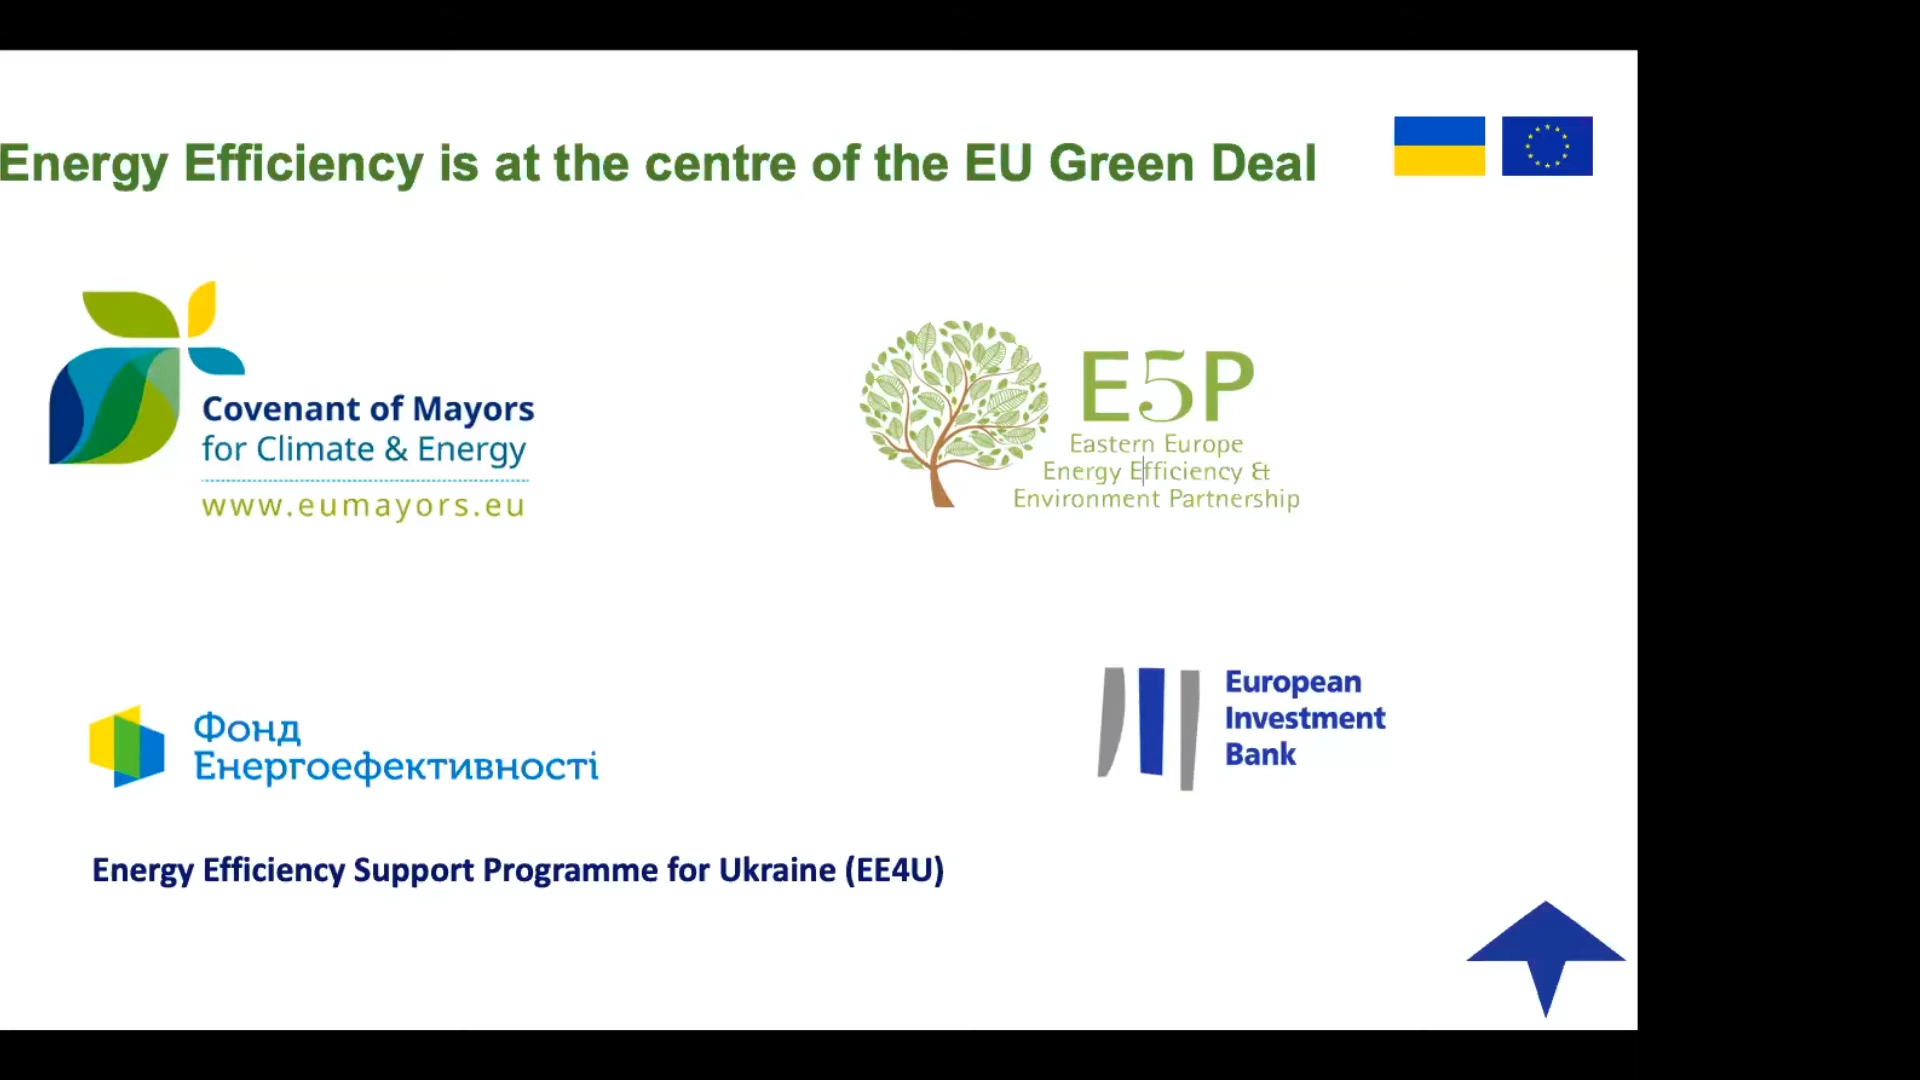 Energy Efficiency is at the centre of the EU Green Deal
Covenant of Mayors
for Climate & Energy
www.eumayors.eu
E5P
Eastern Europe
Energy Efficiency &
Environment Partnership
Фонд
Енергоефективності
European
Investment
Bank
Energy Efficiency Support Programme for Ukraine (EE4U)